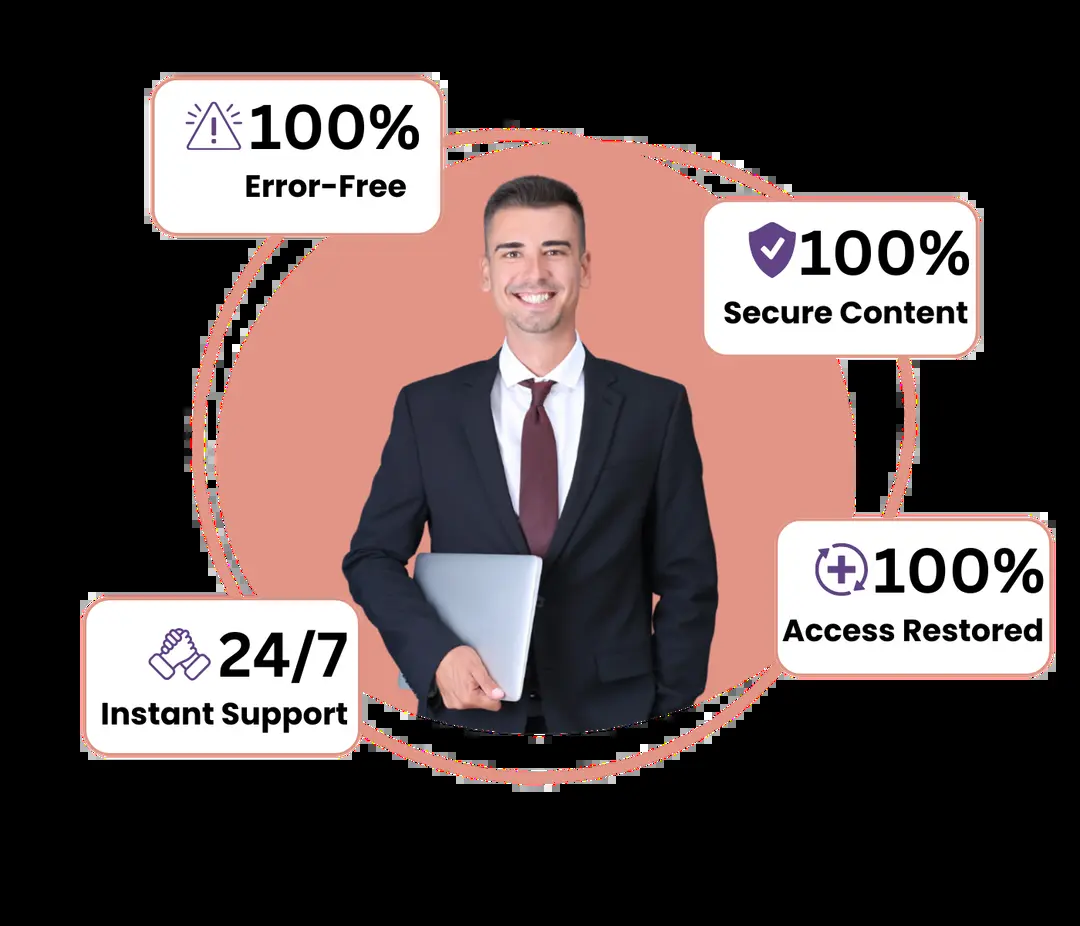 100%
Error-Free
100%
Secure Content
100%
Access Restored
24/7
Instant Support